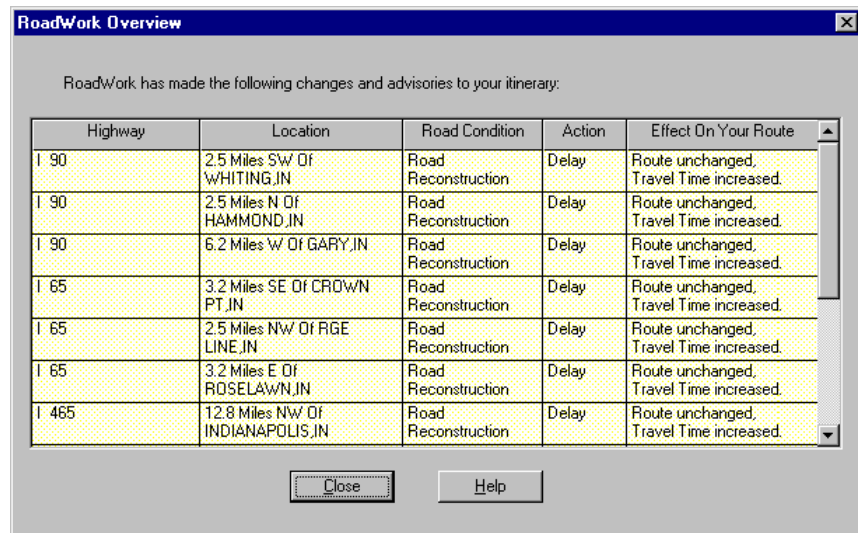 RoadWork Overview
RoadWork has made the following changes and advisories to your itinerary:
Highway Location Road Condition Action Effect On Your Route
I 90 2.5 Miles SW Of WHITING,IN Road Reconstruction Delay Route unchanged, Travel Time increased.
I 90 2.5 Miles N Of HAMMOND,IN Road Reconstruction Delay Route unchanged, Travel Time increased.
I 90 6.2 Miles W Of GARY,IN Road Reconstruction Delay Route unchanged, Travel Time increased.
I 65 3.2 Miles SE Of CROWN PT,IN Road Reconstruction Delay Route unchanged, Travel Time increased.
I 65 2.5 Miles NW Of RGE LINE,IN Road Reconstruction Delay Route unchanged, Travel Time increased.
I 65 3.2 Miles E Of ROSELAWN,IN Road Reconstruction Delay Route unchanged, Travel Time increased.
I 465 12.8 Miles NW Of INDIANAPOLIS,IN Road Reconstruction Delay Route unchanged, Travel Time increased.
Close Help